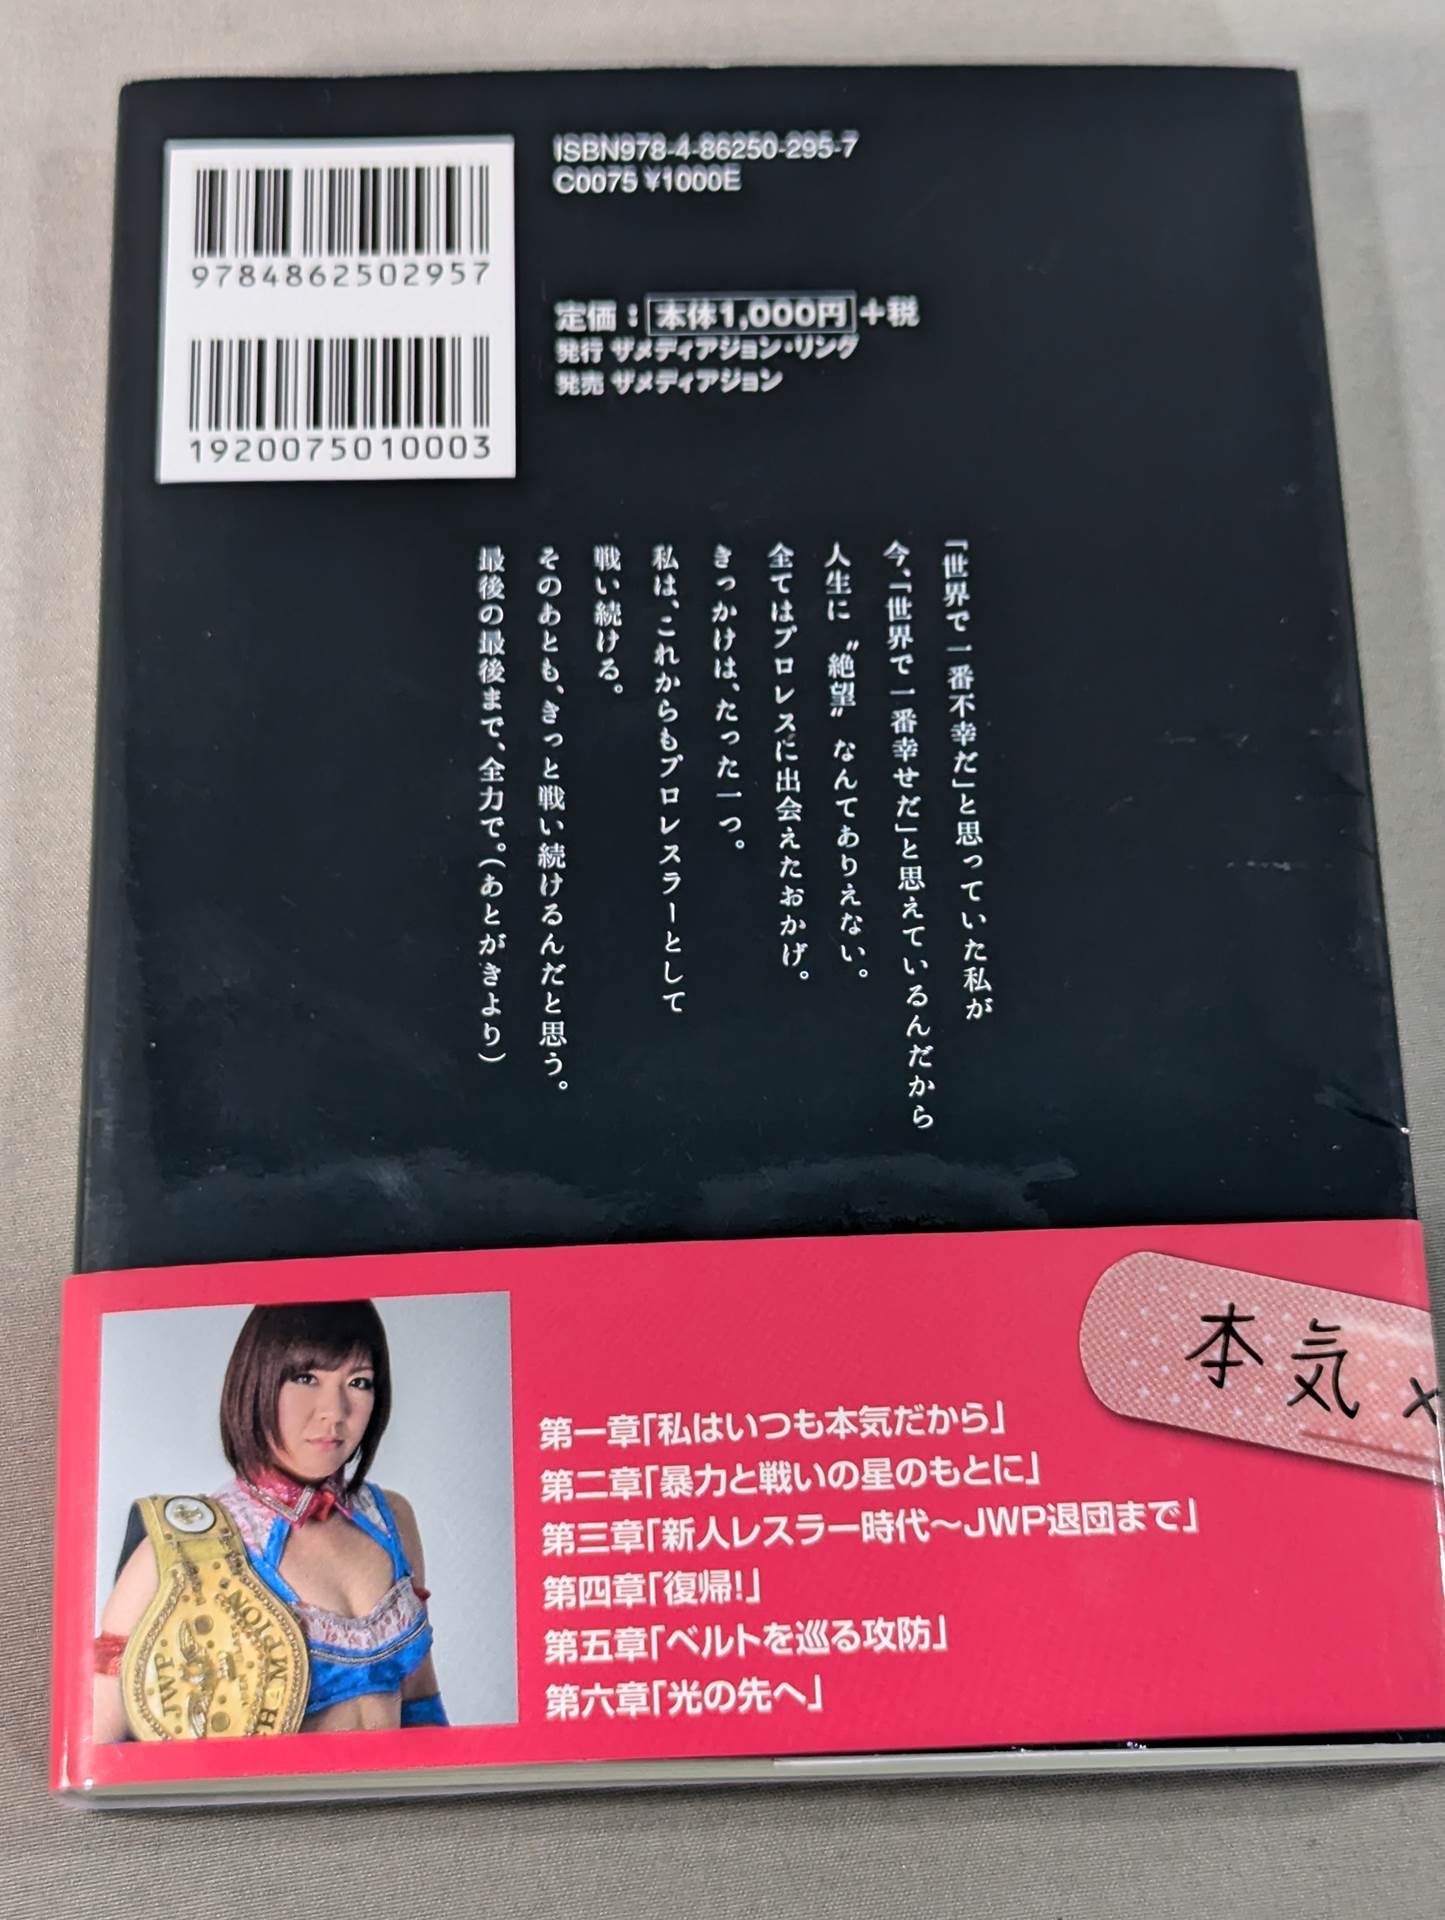 ISBN978-4-86250-295-7
C0075 ¥1000E
9784862502957
1920075010003
定価：本体1,000円+税
発行 ザメディアジョン・リング
発売 ザメディアジョン
「世界で一番不幸だ」と思っていた私が
今、「世界で一番幸せだ」と思えているんだから
人生に〝絶望〟なんてありえない。
全てはプロレスに出会えたおかげ。
きっかけは、たった一つ。
私は、これからもプロレスラーとして
戦い続ける。
そのあとも、きっと戦い続けるんだと思う。
最後の最後まで、全力で。(あとがきより)
本気
第一章「私はいつも本気だから」
第二章「暴力と戦いの星のもとに」
第三章「新人レスラー時代〜JWP退団まで」
第四章「復帰！」
第五章「ベルトを巡る攻防」
第六章「光の先へ」
JWP